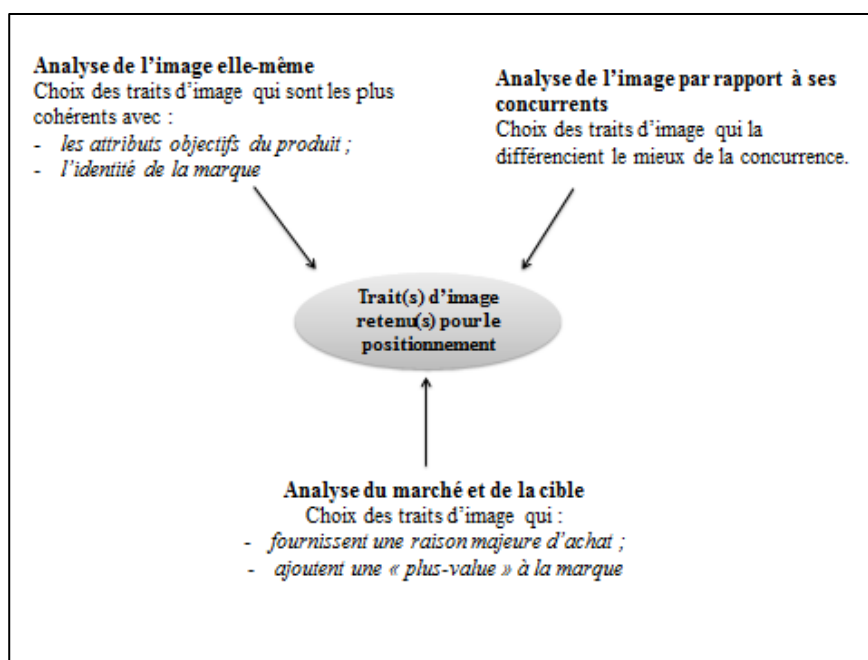 Analyse de l'image elle-même
Choix des traits d'image qui sont les plus
cohérents avec :
- les attributs objectifs du produit ;
- l'identité de la marque
Analyse de l'image par rapport à ses
concurrents
Choix des traits d'image qui la
différencient le mieux de la concurrence.
Trait(s) d'image
retenu(s) pour le
positionnement
Analyse du marché et de la cible
Choix des traits d'image qui :
- fournissent une raison majeure d'achat ;
- ajoutent une « plus-value » à la marque